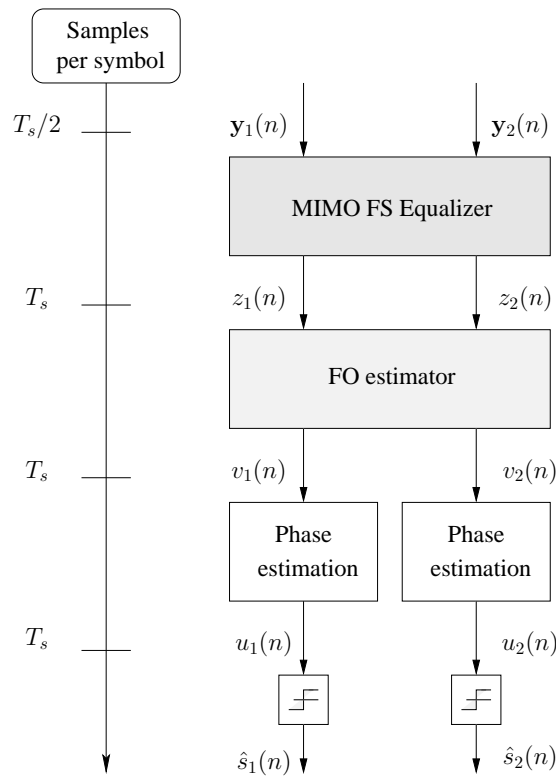 Samples
per symbol
T_s/2
y_1(n)
y_2(n)
MIMO FS Equalizer
T_s
z_1(n)
z_2(n)
FO estimator
T_s
v_1(n)
v_2(n)
Phase
estimation
Phase
estimation
T_s
u_1(n)
u_2(n)
ŝ_1(n)
ŝ_2(n)